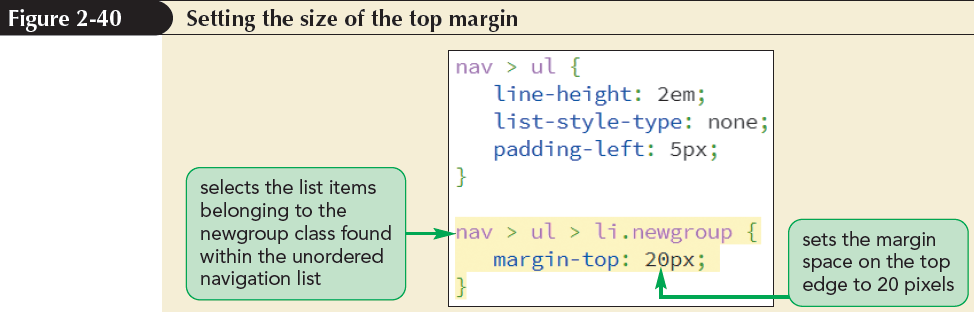 Figure 2-40 Setting the size of the top margin
nav > ul {
line-height: 2em;
list-style-type: none;
padding-left: 5px;
}
selects the list items
belonging to the
newgroup class found
within the unordered
navigation list
nav > ul > li.newgroup {
margin-top: 20px;
}
sets the margin
space on the top
edge to 20 pixels